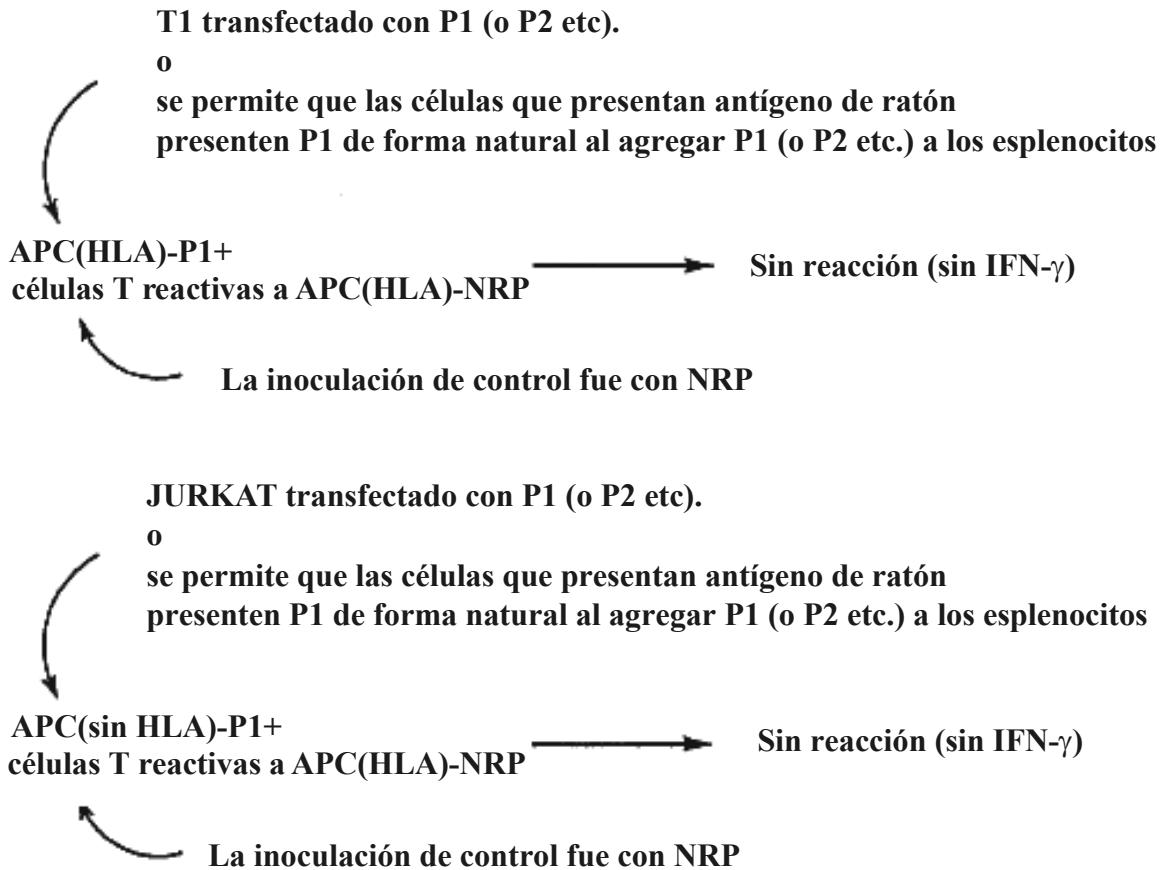 T1 transfectado con P1 (o P2 etc).
o
se permite que las células que presentan antígeno de ratón
presenten P1 de forma natural al agregar P1 (o P2 etc.) a los esplenocitos
APC(HLA)-P1+
células T reactivas a APC(HLA)-NRP
Sin reacción (sin IFN-γ)
La inoculación de control fue con NRP
JURKAT transfectado con P1 (o P2 etc).
o
se permite que las células que presentan antígeno de ratón
presenten P1 de forma natural al agregar P1 (o P2 etc.) a los esplenocitos
APC(sin HLA)-P1+
células T reactivas a APC(HLA)-NRP
Sin reacción (sin IFN-γ)
La inoculación de control fue con NRP